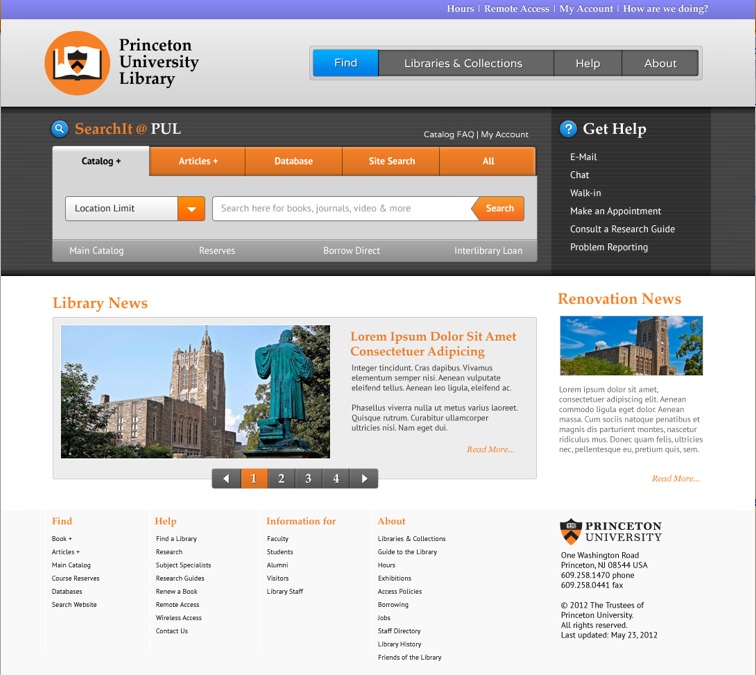 Hours | Remote Access | My Account | How are we doing?
Princeton
University
Library
Find
Libraries & Collections
Help
About
SearchIt @ PUL
Catalog FAQ | My Account
Catalog +
Articles +
Database
Site Search
All
Location Limit
Search here for books, journals, video & more
Search
Main Catalog
Reserves
Borrow Direct
Interlibrary Loan
? Get Help
E-Mail
Chat
Walk-in
Make an Appointment
Consult a Research Guide
Problem Reporting
Library News
Lorem Ipsum Dolor Sit Amet
Consectetuer Adipicing
Integer tincidunt. Cras dapibus. Vivamus
elementum semper nisi. Aenean vulputate
eleifend tellus. Aenean leo ligula, eleifend ac.
Phasellus viverra nulla ut metus varius laoreet.
Quisque rutrum. Curabitur ullamcorper
ultricies nisi. Nam eget dui.
Read More...
1 2 3 4
Renovation News
Lorem ipsum dolor sit amet,
consectetuer adipiscing elit. Aenean
commodo ligula eget dolor. Aenean
massa. Cum sociis natoque penatibus et
magnis dis parturient montes, nascetur
ridiculus mus. Donec quam felis, ultricies
nec, pellentesque eu, pretium quis, sem.
Read More...
Find
Book +
Articles +
Main Catalog
Course Reserves
Databases
Search Website
Help
Find a Library
Research
Subject Specialists
Research Guides
Renew a Book
Remote Access
Wireless Access
Contact Us
Information for
Faculty
Students
Alumni
Visitors
Library Staff
About
Libraries & Collections
Guide to the Library
Hours
Exhibitions
Access Policies
Borrowing
Jobs
Staff Directory
Library History
Friends of the Library
PRINCETON
UNIVERSITY
One Washington Road
Princeton, NJ 08544 USA
609.258.1470 phone
609.258.0441 fax
© 2012 The Trustees of
Princeton University.
All rights reserved.
Last updated: May 23, 2012